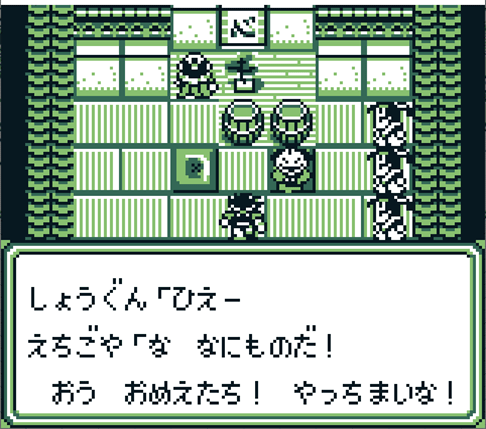 心
しょうぐん「ひえー
えちごや「な　なにものだ！
　おう　おめえたち！　やっちまいな！